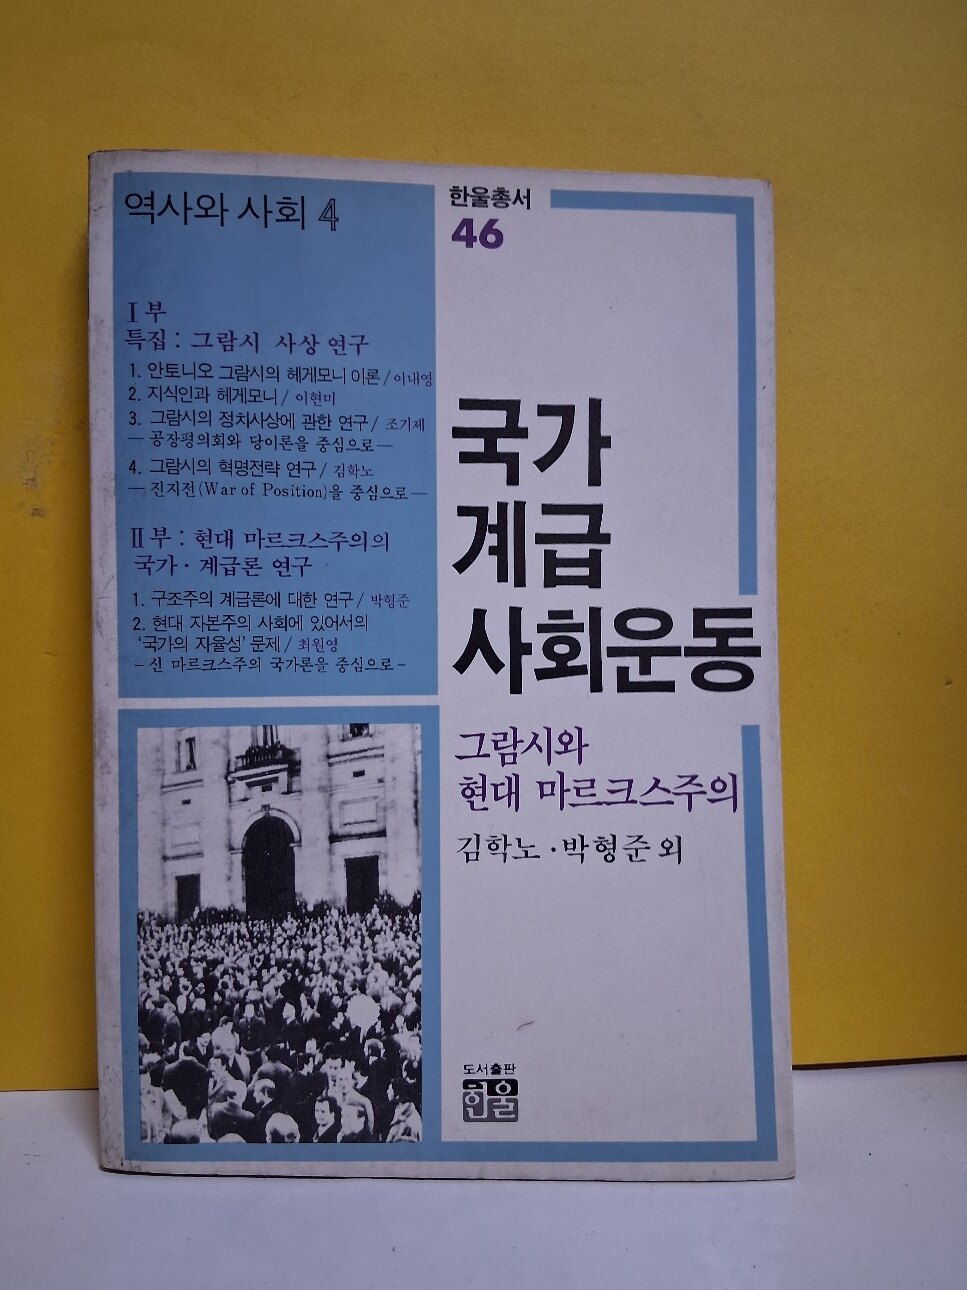 역사와 사회 4
I 부
특집 : 그람시 사상 연구
1. 안토니오 그람시의 헤게모니 이론 / 이내영
2. 지식인과 헤게모니 / 이현미
3. 그람시의 정치사상에 관한 연구 / 조기제
— 공장평의회와 당이론을 중심으로 —
4. 그람시의 혁명전략 연구 / 김학노
— 진지전(War of Position)을 중심으로 —
II 부 : 현대 마르크스주의의
국가 · 계급론 연구
1. 구조주의 계급론에 대한 연구 / 박형준
2. 현대 자본주의 사회에 있어서의
‘국가의 자율성’ 문제 / 최원영
– 신 마르크스주의 국가론을 중심으로 –
한울총서
46
국가
계급
사회운동
그람시와
현대 마르크스주의
김학노 · 박형준 외
도서출판
한울